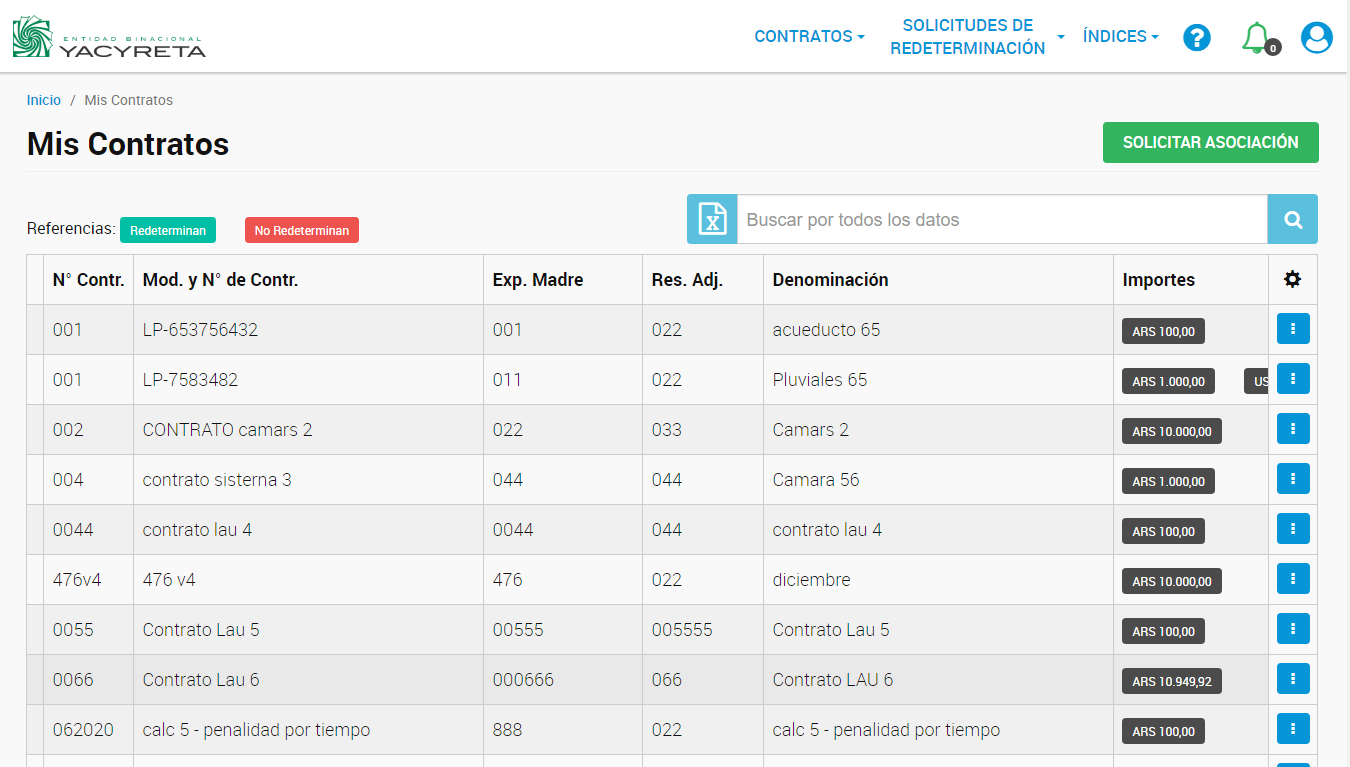 ENTIDAD BINACIONAL
YACYRETA
CONTRATOS
SOLICITUDES DE
REDETERMINACIÓN
ÍNDICES
?
0
Inicio / Mis Contratos
Mis Contratos
SOLICITAR ASOCIACIÓN
Referencias: Redeterminan No Redeterminan
X Buscar por todos los datos
N° Contr. Mod. y N° de Contr. Exp. Madre Res. Adj. Denominación Importes
001 LP-653756432 001 022 acueducto 65 ARS 100,00
001 LP-7583482 011 022 Pluviales 65 ARS 1.000,00 US
002 CONTRATO camars 2 022 033 Camars 2 ARS 10.000,00
004 contrato sisterna 3 044 044 Camara 56 ARS 1.000,00
0044 contrato lau 4 0044 044 contrato lau 4 ARS 100,00
476v4 476 v4 476 022 diciembre ARS 10.000,00
0055 Contrato Lau 5 00555 005555 Contrato Lau 5 ARS 100,00
0066 Contrato Lau 6 000666 066 Contrato LAU 6 ARS 10.949,92
062020 calc 5 - penalidad por tiempo 888 022 calc 5 - penalidad por tiempo ARS 100,00